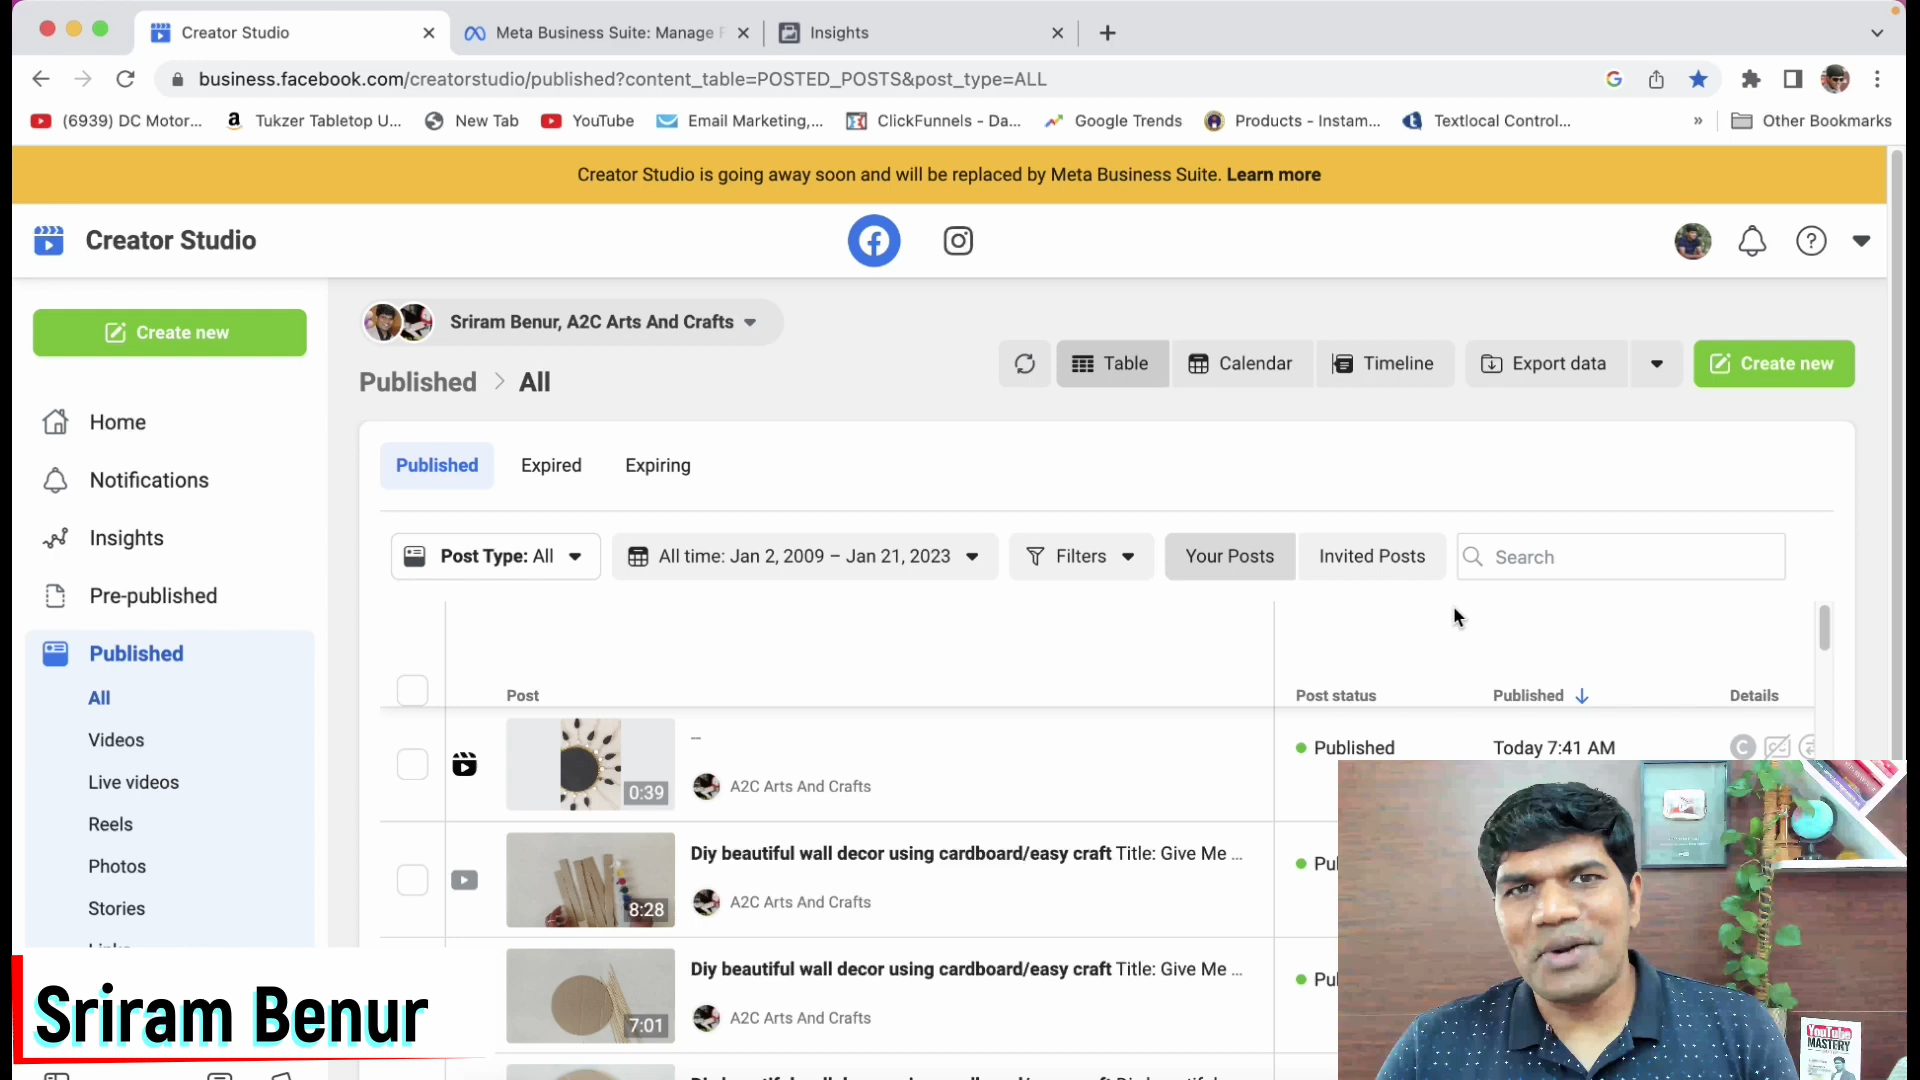 Creator Studio
Meta Business Suite: Manage F
Insights
business.facebook.com/creatorstudio/published?content_table=POSTED_POSTS&post_type=ALL
(6939) DC Motor...
Tukzer Tabletop U...
New Tab
YouTube
Email Marketing,...
ClickFunnels - Da...
Google Trends
Products - Instam...
Textlocal Control...
»
Other Bookmarks
Creator Studio is going away soon and will be replaced by Meta Business Suite. Learn more
Creator Studio
Create new
Sriram Benur, A2C Arts And Crafts
Published > All
Table
Calendar
Timeline
Export data
Create new
Home
Notifications
Insights
Pre-published
Published
All
Videos
Live videos
Reels
Photos
Stories
Published
Expired
Expiring
Post Type: All
All time: Jan 2, 2009 – Jan 21, 2023
Filters
Your Posts
Invited Posts
Search
Post
Post status
Published
Details
0:39
--
A2C Arts And Crafts
Published
Today 7:41 AM
8:28
Diy beautiful wall decor using cardboard/easy craft Title: Give Me ...
A2C Arts And Crafts
Pu
7:01
Diy beautiful wall decor using cardboard/easy craft Title: Give Me ...
A2C Arts And Crafts
Pu
Sriram Benur
YouTube
MASTERY